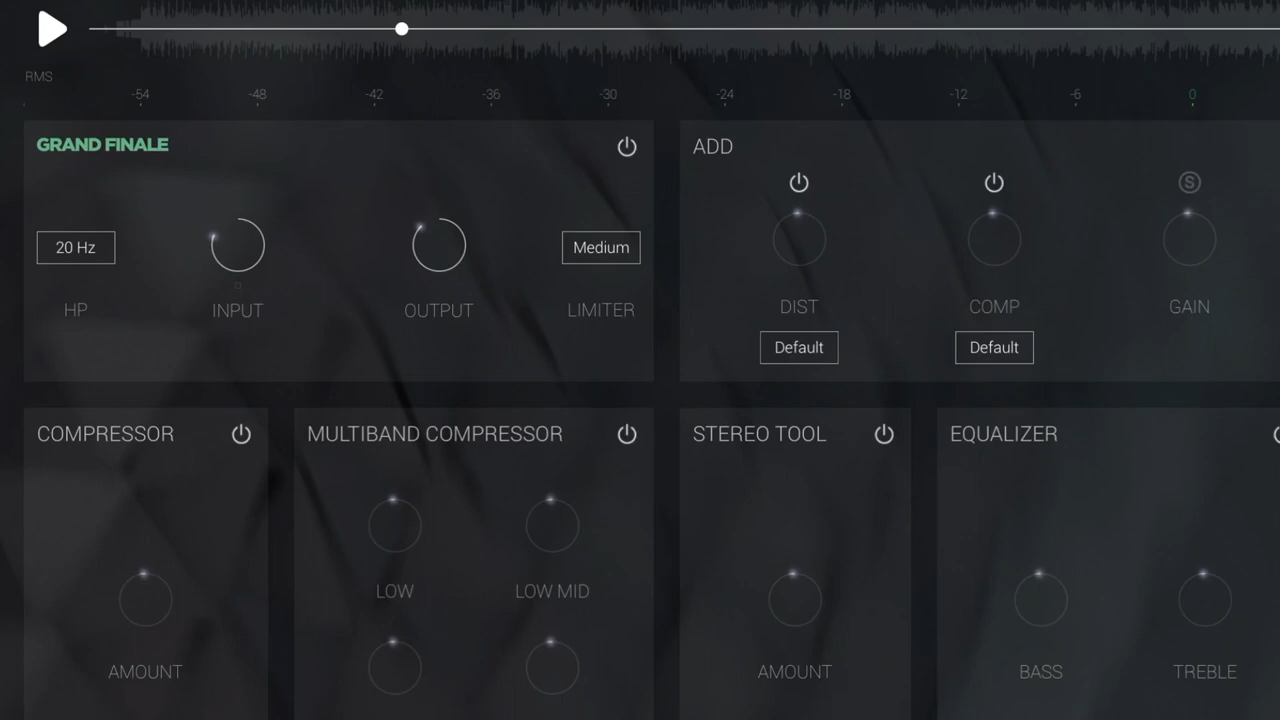 RMS
-54 -48 -42 -36 -30 -24 -18 -12 -6 0
GRAND FINALE
20 Hz
HP
INPUT
OUTPUT
Medium
LIMITER
ADD
S
DIST
COMP
GAIN
Default
Default
COMPRESSOR
AMOUNT
MULTIBAND COMPRESSOR
LOW
LOW MID
STEREO TOOL
AMOUNT
EQUALIZER
BASS
TREBLE